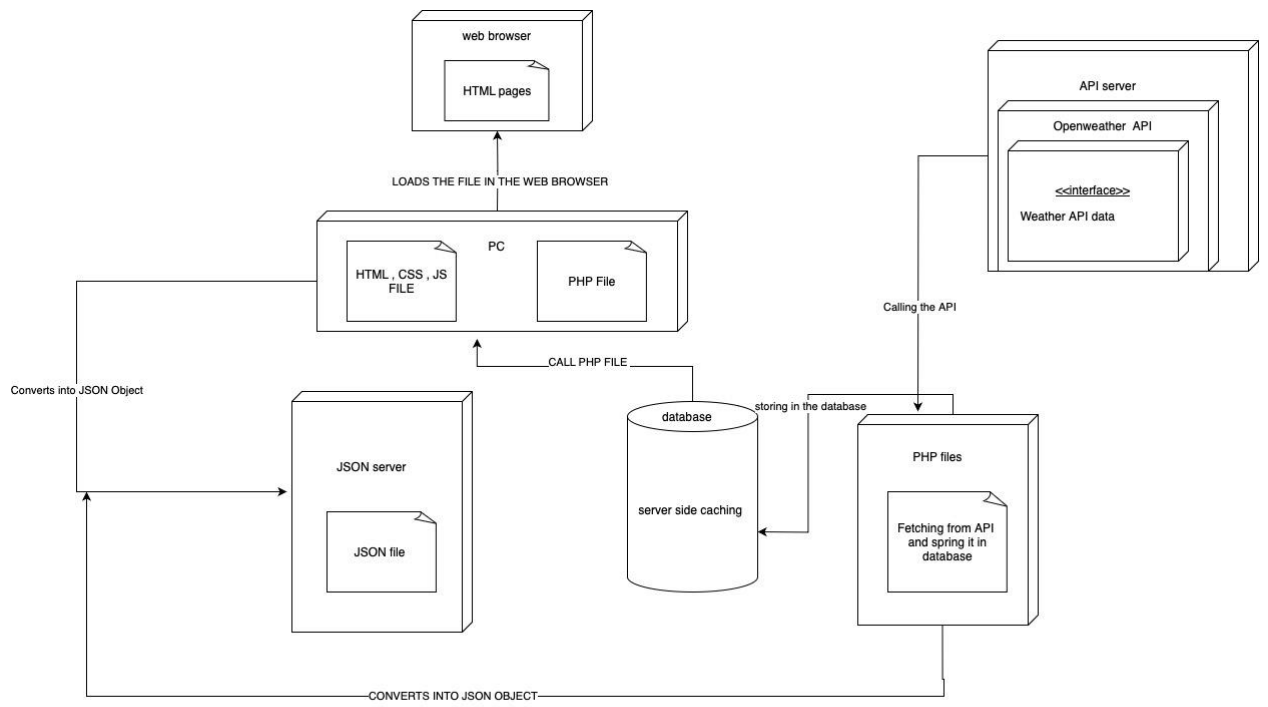 web browser
HTML pages
API server
Openweather  API
<<interface>>
Weather API data
LOADS THE FILE IN THE WEB BROWSER
PC
HTML , CSS , JS
FILE
PHP File
Calling the API
CALL PHP FILE
Converts into JSON Object
storing in the database
database
server side caching
JSON server
JSON file
PHP files
Fetching from API
and spring it in
database
CONVERTS INTO JSON OBJECT